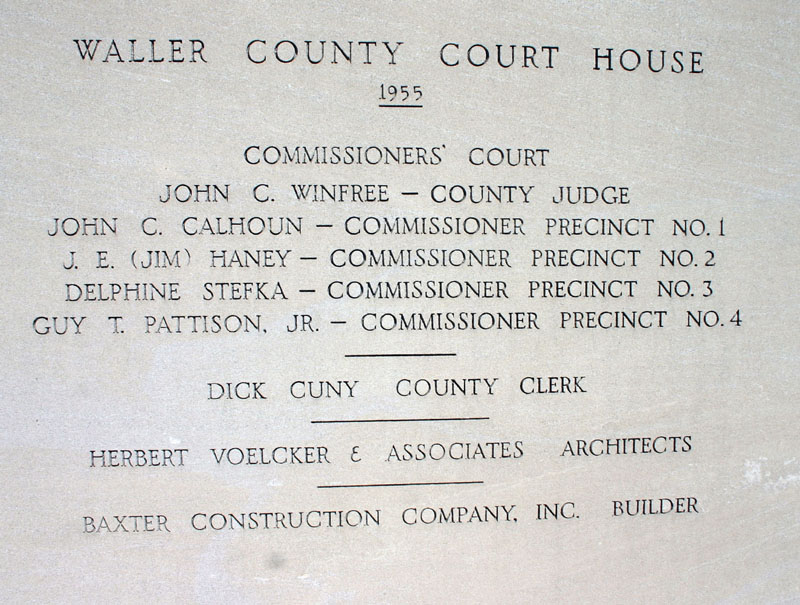 WALLER COUNTY COURT HOUSE
1955
COMMISSIONERS' COURT
JOHN C. WINFREE – COUNTY JUDGE
JOHN C. CALHOUN – COMMISSIONER PRECINCT NO. 1
J. E. (JIM) HANEY – COMMISSIONER PRECINCT NO. 2
DELPHINE STEFKA – COMMISSIONER PRECINCT NO. 3
GUY T. PATTISON, JR. – COMMISSIONER PRECINCT NO. 4
DICK CUNY COUNTY CLERK
HERBERT VOELCKER & ASSOCIATES ARCHITECTS
BAXTER CONSTRUCTION COMPANY, INC. BUILDER